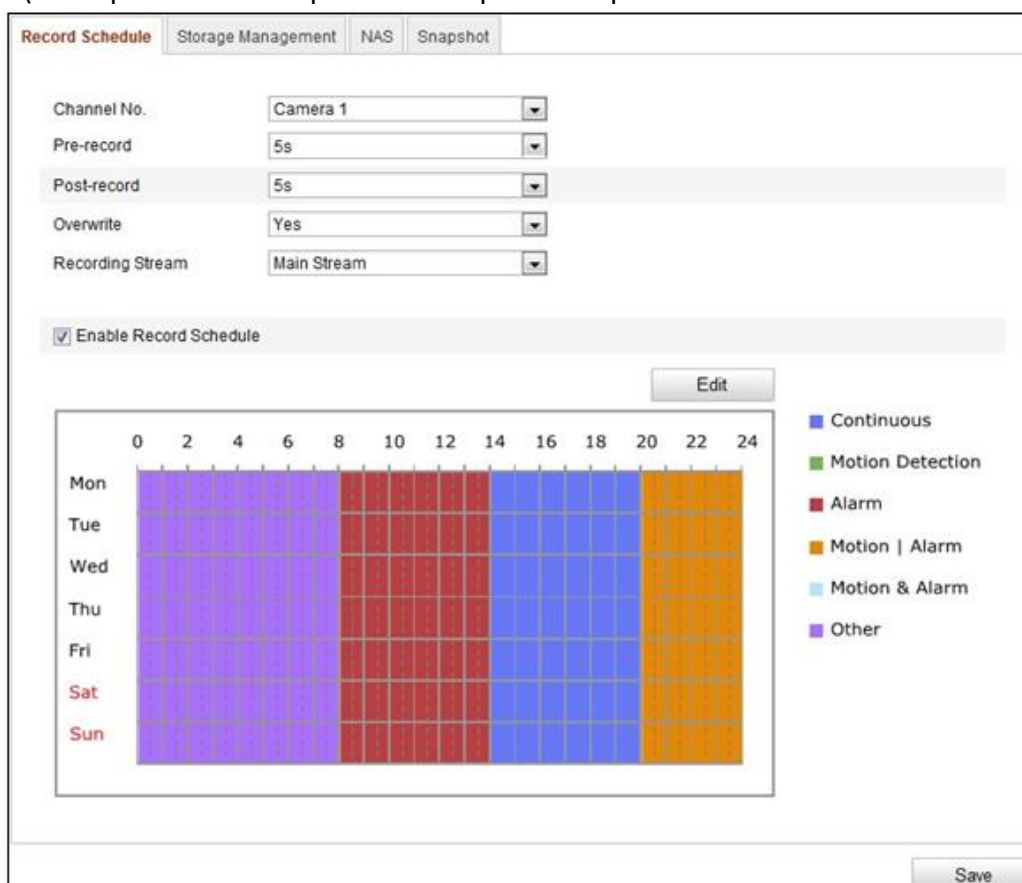 Record Schedule Storage Management NAS Snapshot
Channel No. Camera 1
Pre-record 5s
Post-record 5s
Overwrite Yes
Recording Stream Main Stream
Enable Record Schedule
Edit
0 2 4 6 8 10 12 14 16 18 20 22 24
Mon
Tue
Wed
Thu
Fri
Sat
Sun
Continuous
Motion Detection
Alarm
Motion | Alarm
Motion & Alarm
Other
Save